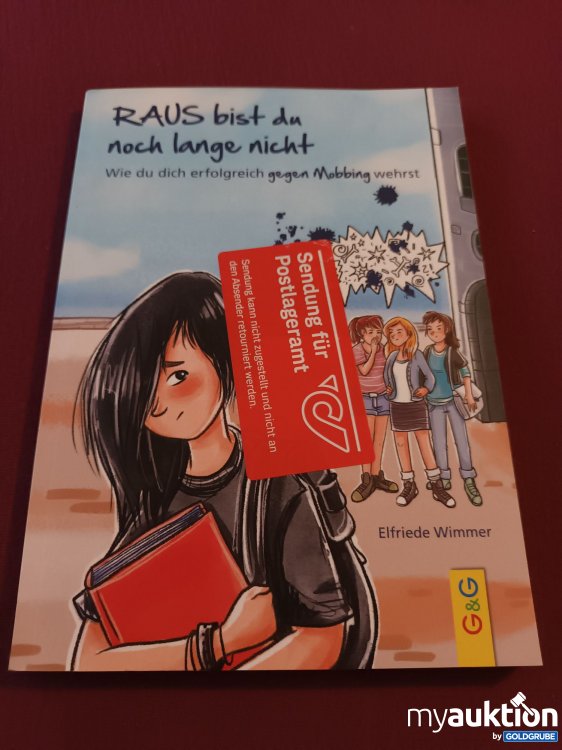 RAUS bist du
noch lange nicht
Wie du dich erfolgreich gegen Mobbing wehrst
Sendung für
Postlageramt
Sendung kann nicht zugestellt und nicht an
den Absender retourniert werden.
Elfriede Wimmer
G&G
myauktion
by GOLDGRUBE